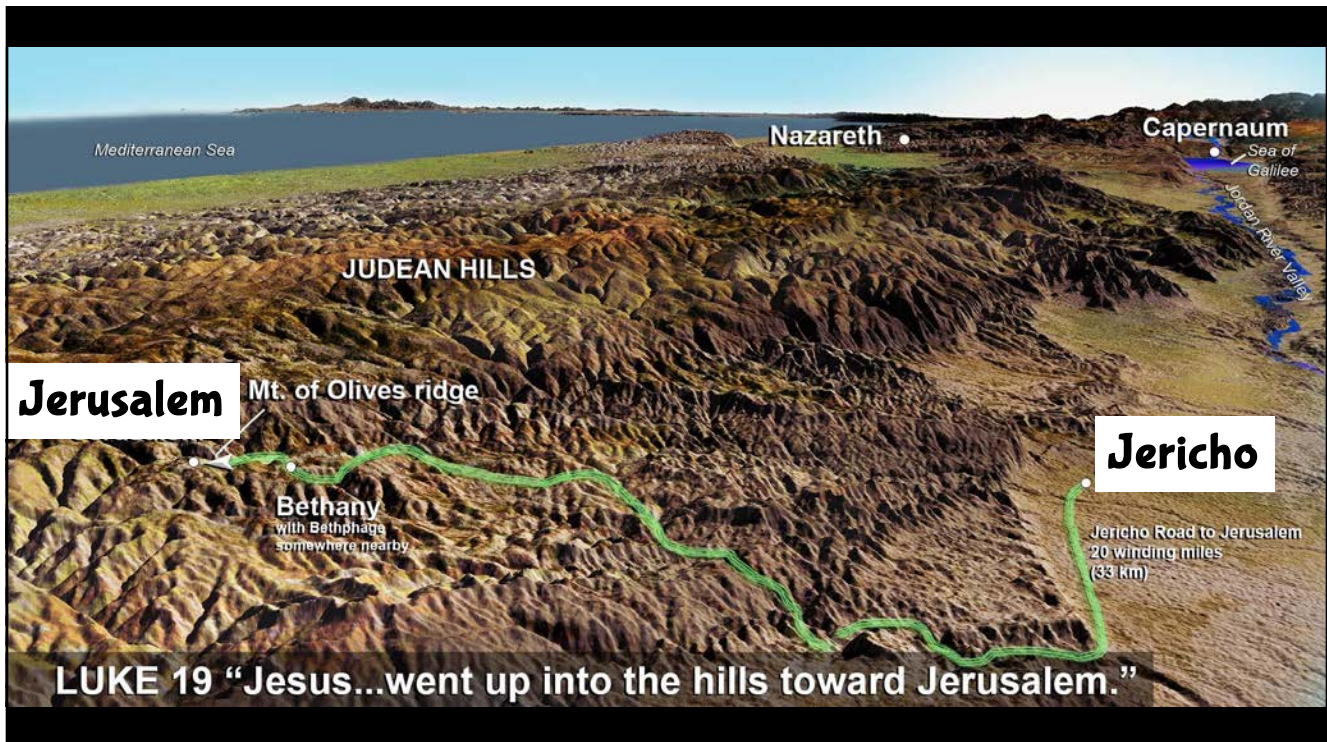 Mediterranean Sea
Nazareth
Capernaum
Sea of
Galilee
Jordan River Valley
JUDEAN HILLS
Jerusalem
Mt. of Olives ridge
Jericho
Bethany
with Bethphage
somewhere nearby
Jericho Road to Jerusalem
20 winding miles
(33 km)
LUKE 19 “Jesus...went up into the hills toward Jerusalem.”